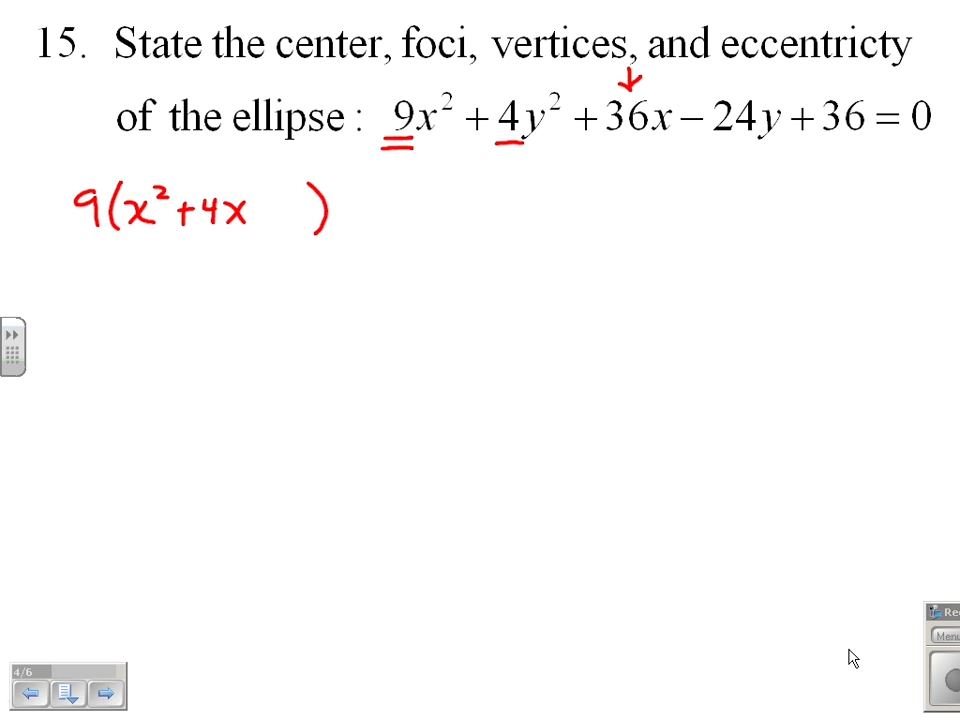 15. State the center, foci, vertices, and eccentricty
of the ellipse : 9x² + 4y² + 36x − 24y + 36 = 0
9(x²+4x )
4/6
Menu